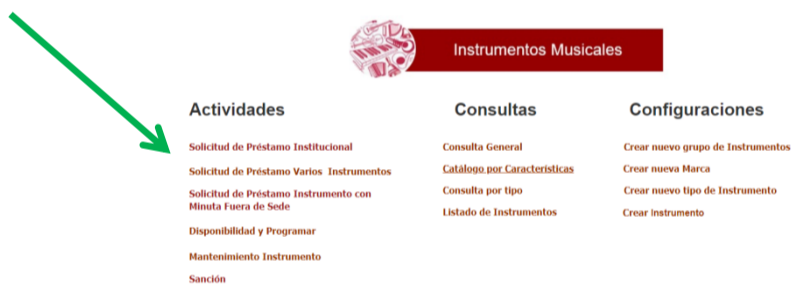 Instrumentos Musicales
Actividades
Solicitud de Préstamo Institucional
Solicitud de Préstamo Varios Instrumentos
Solicitud de Préstamo Instrumento con
Minuta Fuera de Sede
Disponibilidad y Programar
Mantenimiento Instrumento
Sanción
Consultas
Consulta General
Catálogo por Características
Consulta por tipo
Listado de Instrumentos
Configuraciones
Crear nuevo grupo de Instrumentos
Crear nueva Marca
Crear nuevo tipo de Instrumento
Crear Instrumento